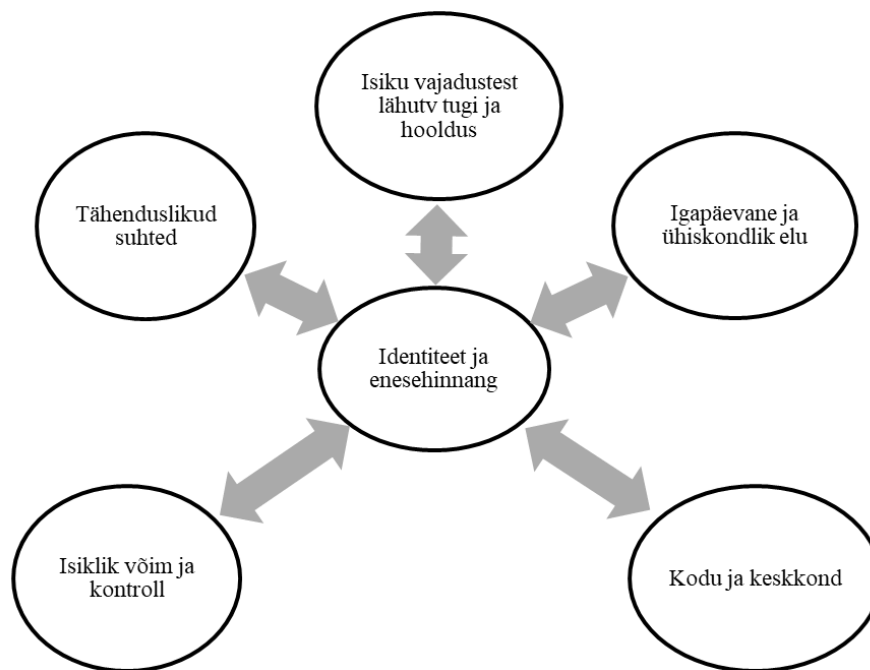 Isiku vajadustest
lähutv tugi ja
hooldus
Tähenduslikud
suhted
Igapäevane ja
ühiskondlik elu
Identiteet ja
enesehinnang
Isiklik võim ja
kontroll
Kodu ja keskkond